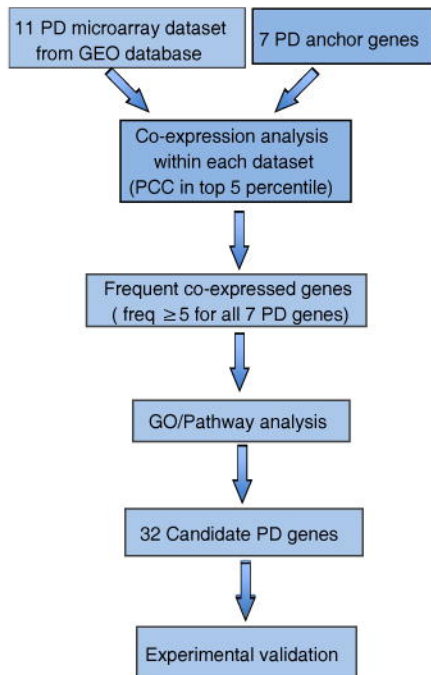 11 PD microarray dataset
from GEO database
7 PD anchor genes
Co-expression analysis
within each dataset
(PCC in top 5 percentile)
Frequent co-expressed genes
( freq ≥5 for all 7 PD genes)
GO/Pathway analysis
32 Candidate PD genes
Experimental validation